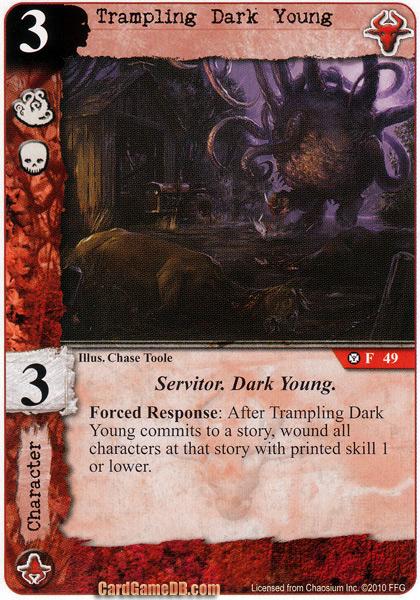 3
Trampling Dark Young
Illus. Chase Toole
F 49
3
Servitor. Dark Young.
Forced Response: After Trampling Dark
Young commits to a story, wound all
characters at that story with printed skill 1
or lower.
Character
CardGameDB.com
Licensed from Chaosium Inc. ©2010 FFG